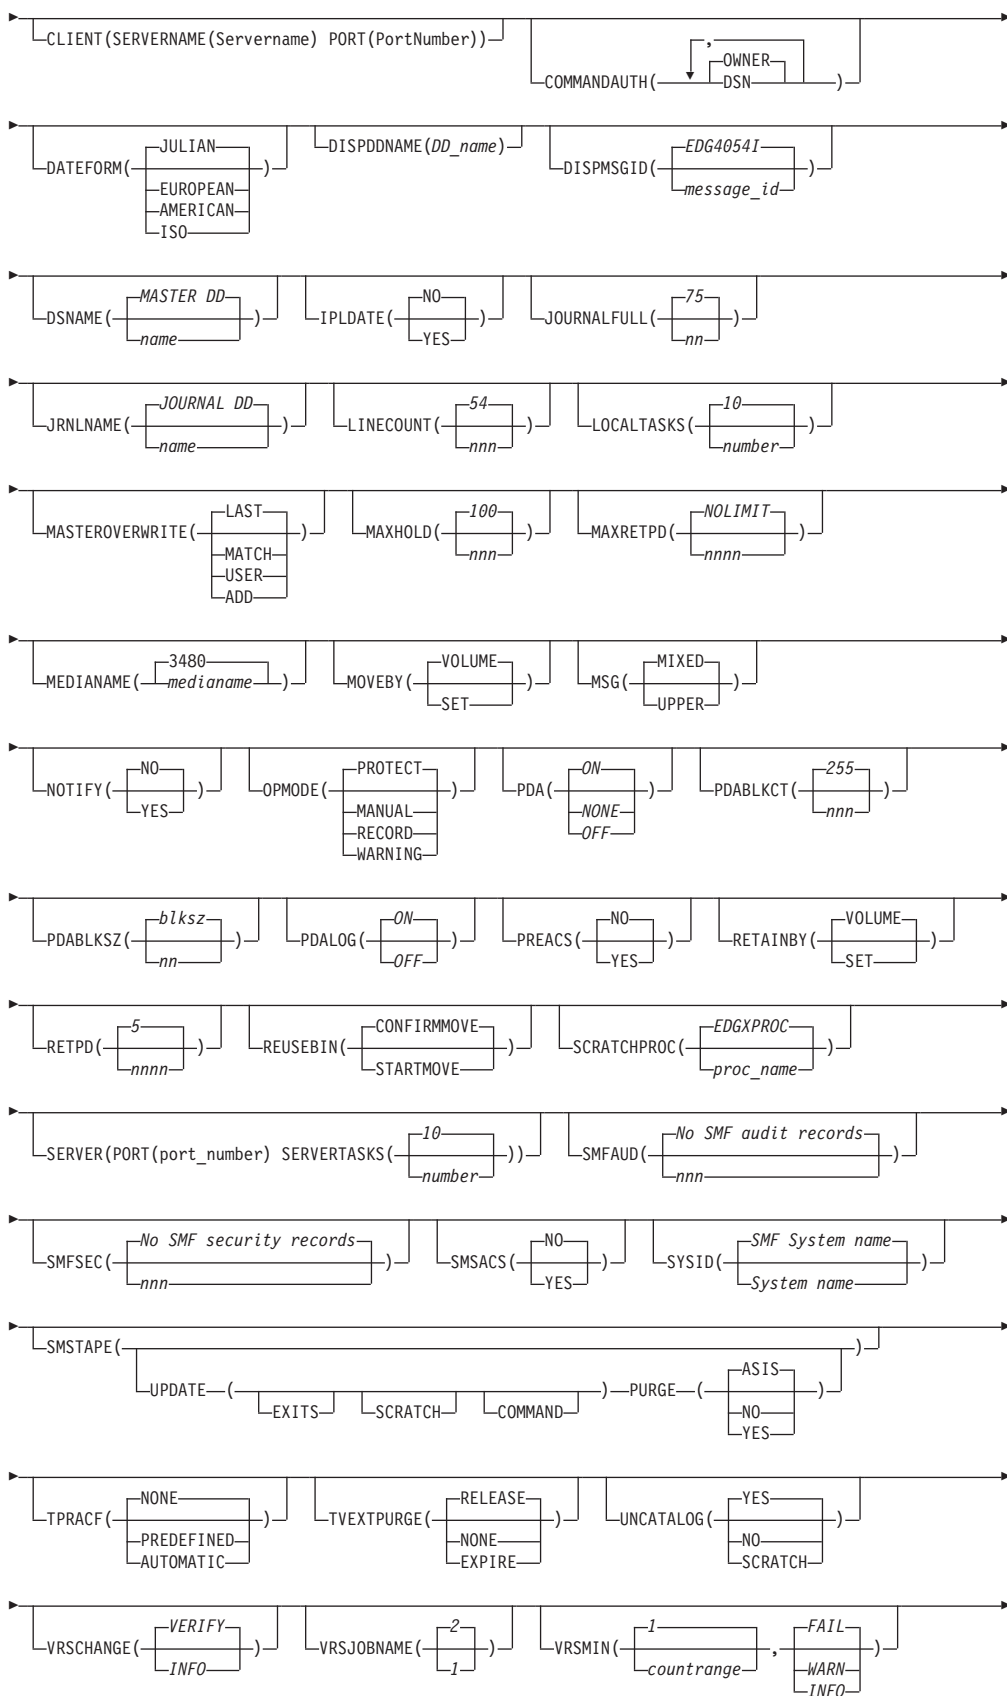 CLIENT(SERVERNAME(Servername) PORT(PortNumber))
,
OWNER
COMMANDAUTH( DSN )
JULIAN
DATEFORM( )
EUROPEAN
AMERICAN
ISO
DISPDDNAME(DD_name)
EDG4054I
DISPMSGID( )
message_id
MASTER DD
DSNAME( )
name
NO
IPLDATE( )
YES
75
JOURNALFULL( )
nn
JOURNAL DD
JRNLNAME( )
name
54
LINECOUNT( )
nnn
10
LOCALTASKS( )
number
LAST
MASTEROVERWRITE( )
MATCH
USER
ADD
100
MAXHOLD( )
nnn
NOLIMIT
MAXRETPD( )
nnnn
3480
MEDIANAME( medianame )
VOLUME
MOVEBY( )
SET
MIXED
MSG( )
UPPER
NO
NOTIFY( )
YES
PROTECT
OPMODE( )
MANUAL
RECORD
WARNING
ON
PDA( )
NONE
OFF
255
PDABLKCT( )
nnn
blksz
PDABLKSZ( )
nn
ON
PDALOG( )
OFF
NO
PREACS( )
YES
VOLUME
RETAINBY( )
SET
5
RETPD( )
nnnn
CONFIRMMOVE
REUSEBIN( )
STARTMOVE
EDGXPROC
SCRATCHPROC( )
proc_name
10
SERVER(PORT(port_number) SERVERTASKS( ))
number
No SMF audit records
SMFAUD( )
nnn
No SMF security records
SMFSEC( )
nnn
NO
SMSACS( )
YES
SMF System name
SYSID( )
System name
SMSTAPE( )
ASIS
UPDATE ( ) PURGE ( )
EXITS SCRATCH COMMAND
NO
YES
NONE
TPRACF( )
PREDEFINED
AUTOMATIC
RELEASE
TVEXTPURGE( )
NONE
EXPIRE
YES
UNCATALOG( )
NO
SCRATCH
VERIFY
VRSCHANGE( )
INFO
2
VRSJOBNAME( )
1
1 FAIL
VRSMIN( , )
countrange WARN
INFO